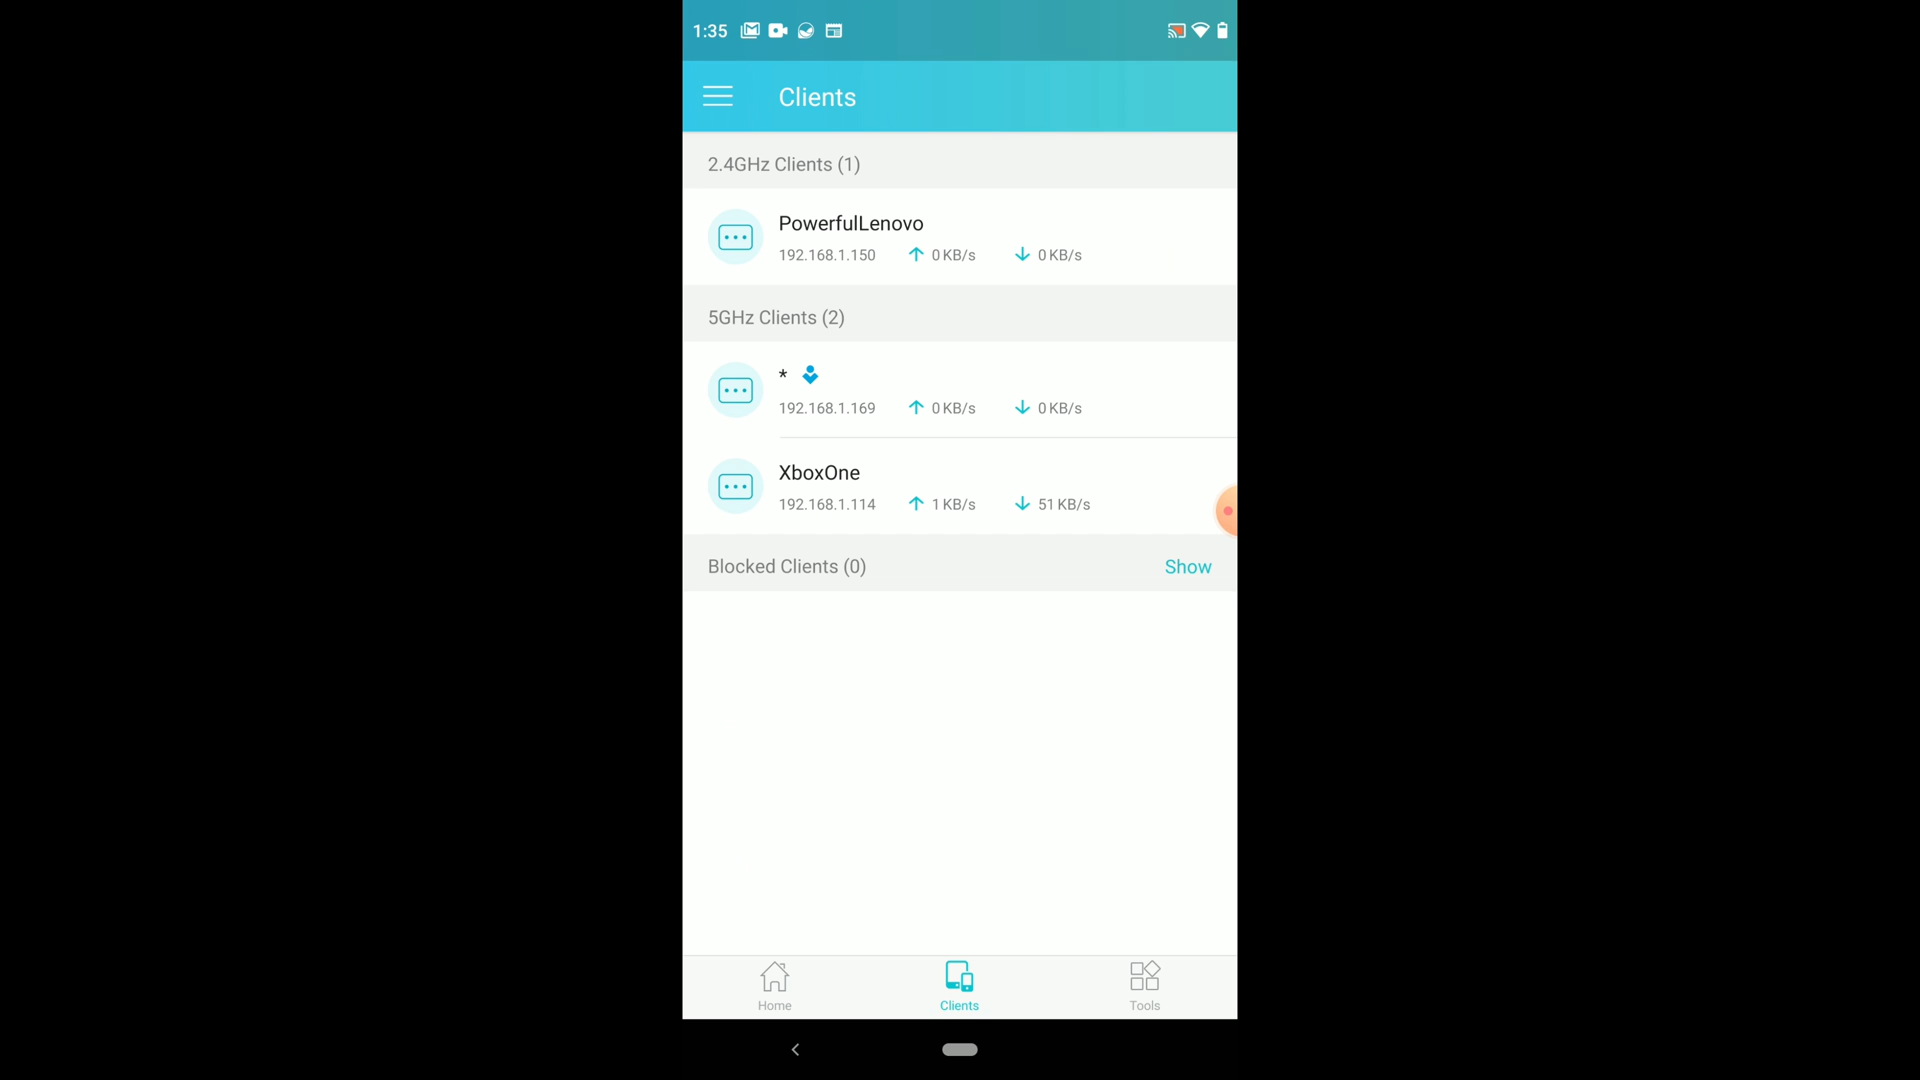 1:35
Clients
2.4GHz Clients (1)
PowerfulLenovo
192.168.1.150 0 KB/s 0 KB/s
5GHz Clients (2)
*
192.168.1.169 0 KB/s 0 KB/s
XboxOne
192.168.1.114 1 KB/s 51 KB/s
Blocked Clients (0) Show
Home Clients Tools